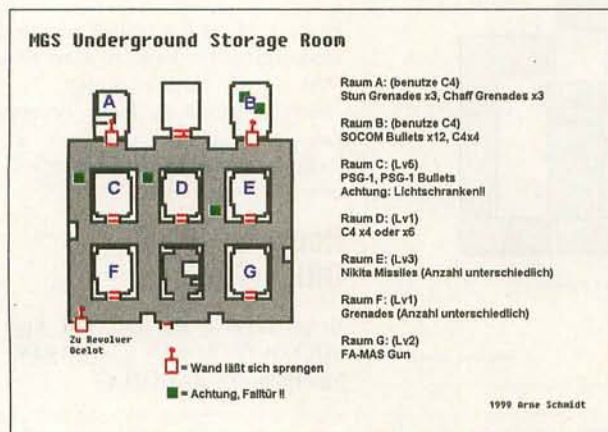 MGS Underground Storage Room
A
B
C
D
E
F
G
Zu Revolver
Ocelot
= Wand läßt sich sprengen
= Achtung, Falltür !!
Raum A: (benutze C4)
Stun Grenades x3, Chaff Grenades x3
Raum B: (benutze C4)
SOCOM Bullets x12, C4x4
Raum C: (Lv5)
PSG-1, PSG-1 Bullets
Achtung: Lichtschranken!!
Raum D: (Lv1)
C4 x4 oder x6
Raum E: (Lv3)
Nikita Missiles (Anzahl unterschiedlich)
Raum F: (Lv1)
Grenades (Anzahl unterschiedlich)
Raum G: (Lv2)
FA-MAS Gun
1999 Arne Schmidt